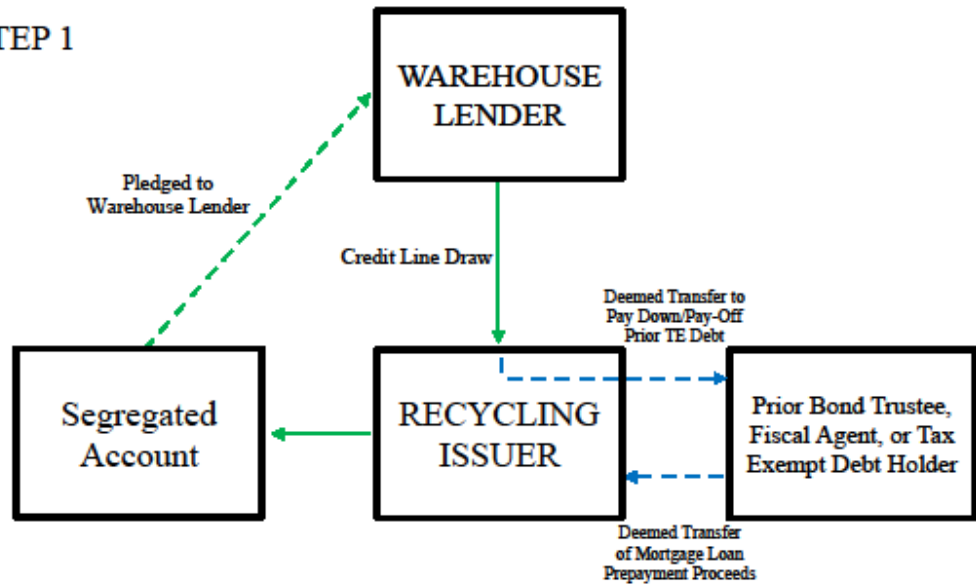 TEP 1
WAREHOUSE
LENDER
Pledged to
Warehouse Lender
Credit Line Draw
Deemed Transfer to
Pay Down/Pay-Off
Prior TE Debt
Segregated
Account
RECYCLING
ISSUER
Prior Bond Trustee,
Fiscal Agent, or Tax
Exempt Debt Holder
Deemed Transfer
of Mortgage Loan
Prepayment Proceeds